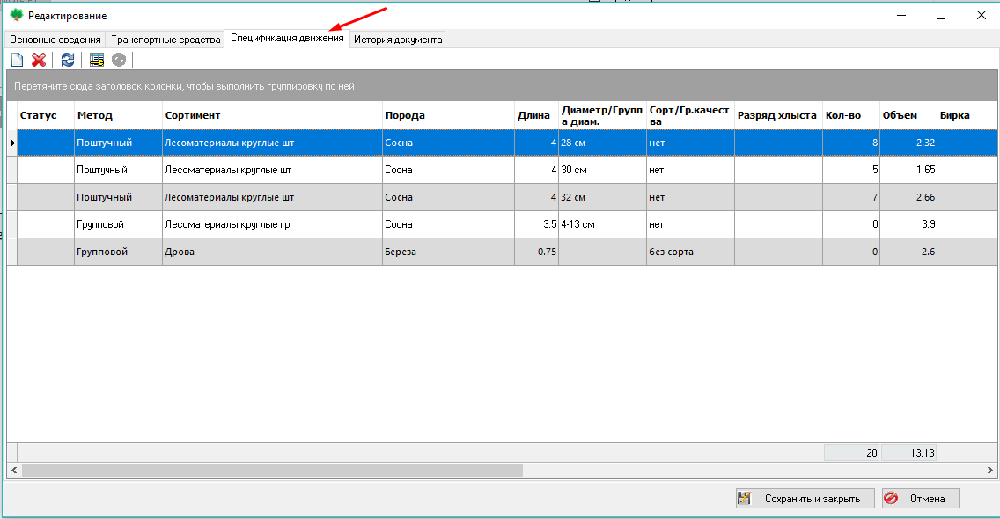 Редактирование
Основные сведения Транспортные средства Спецификация движения История документа
Перетяните сюда заголовок колонки, чтобы выполнить группировку по ней
Статус Метод Сортимент Порода Длина Диаметр/Групп Сорт/Гр.качест Разряд хлыста Кол-во Объем Бирка
а диам. ва
Поштучный Лесоматериалы круглые шт Сосна 4 28 см нет 8 2.32
Поштучный Лесоматериалы круглые шт Сосна 4 30 см нет 5 1.65
Поштучный Лесоматериалы круглые шт Сосна 4 32 см нет 7 2.66
Групповой Лесоматериалы круглые гр Сосна 3.5 4-13 см нет 0 3.9
Групповой Дрова Береза 0.75 без сорта 0 2.6
20 13.13
Сохранить и закрыть Отмена